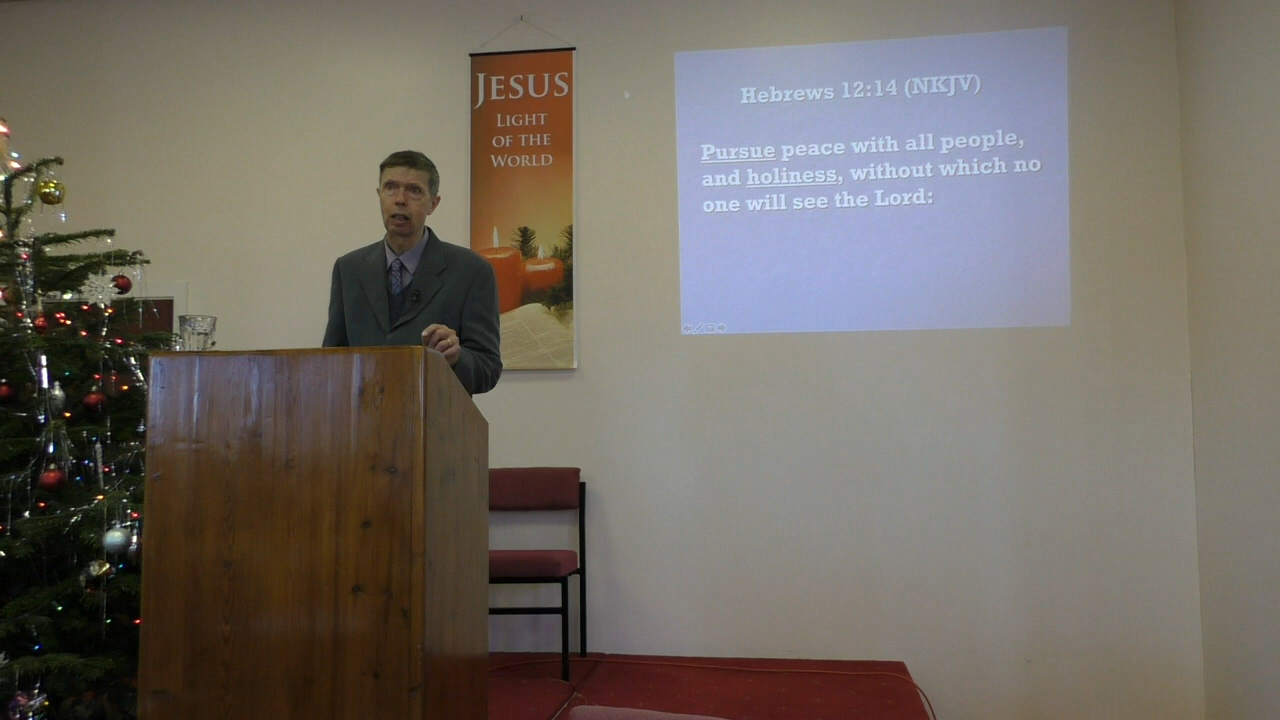 JESUS
LIGHT
OF THE
WORLD
Hebrews 12:14 (NKJV)
Pursue peace with all people,
and holiness, without which no
one will see the Lord: